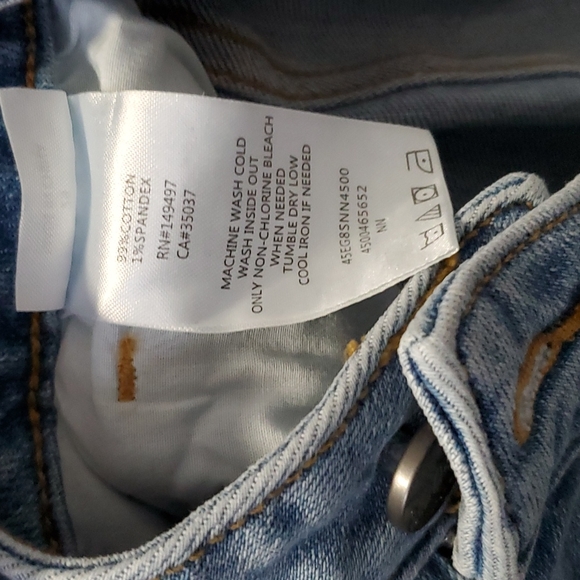 99%COTTON
1%SPANDEX
RN#149497
CA#35037
MACHINE WASH COLD
WASH INSIDE OUT
ONLY NON-CHLORINE BLEACH
WHEN NEEDED
TUMBLE DRY LOW
COOL IRON IF NEEDED
45EG8SNN4500
4500465652
NN